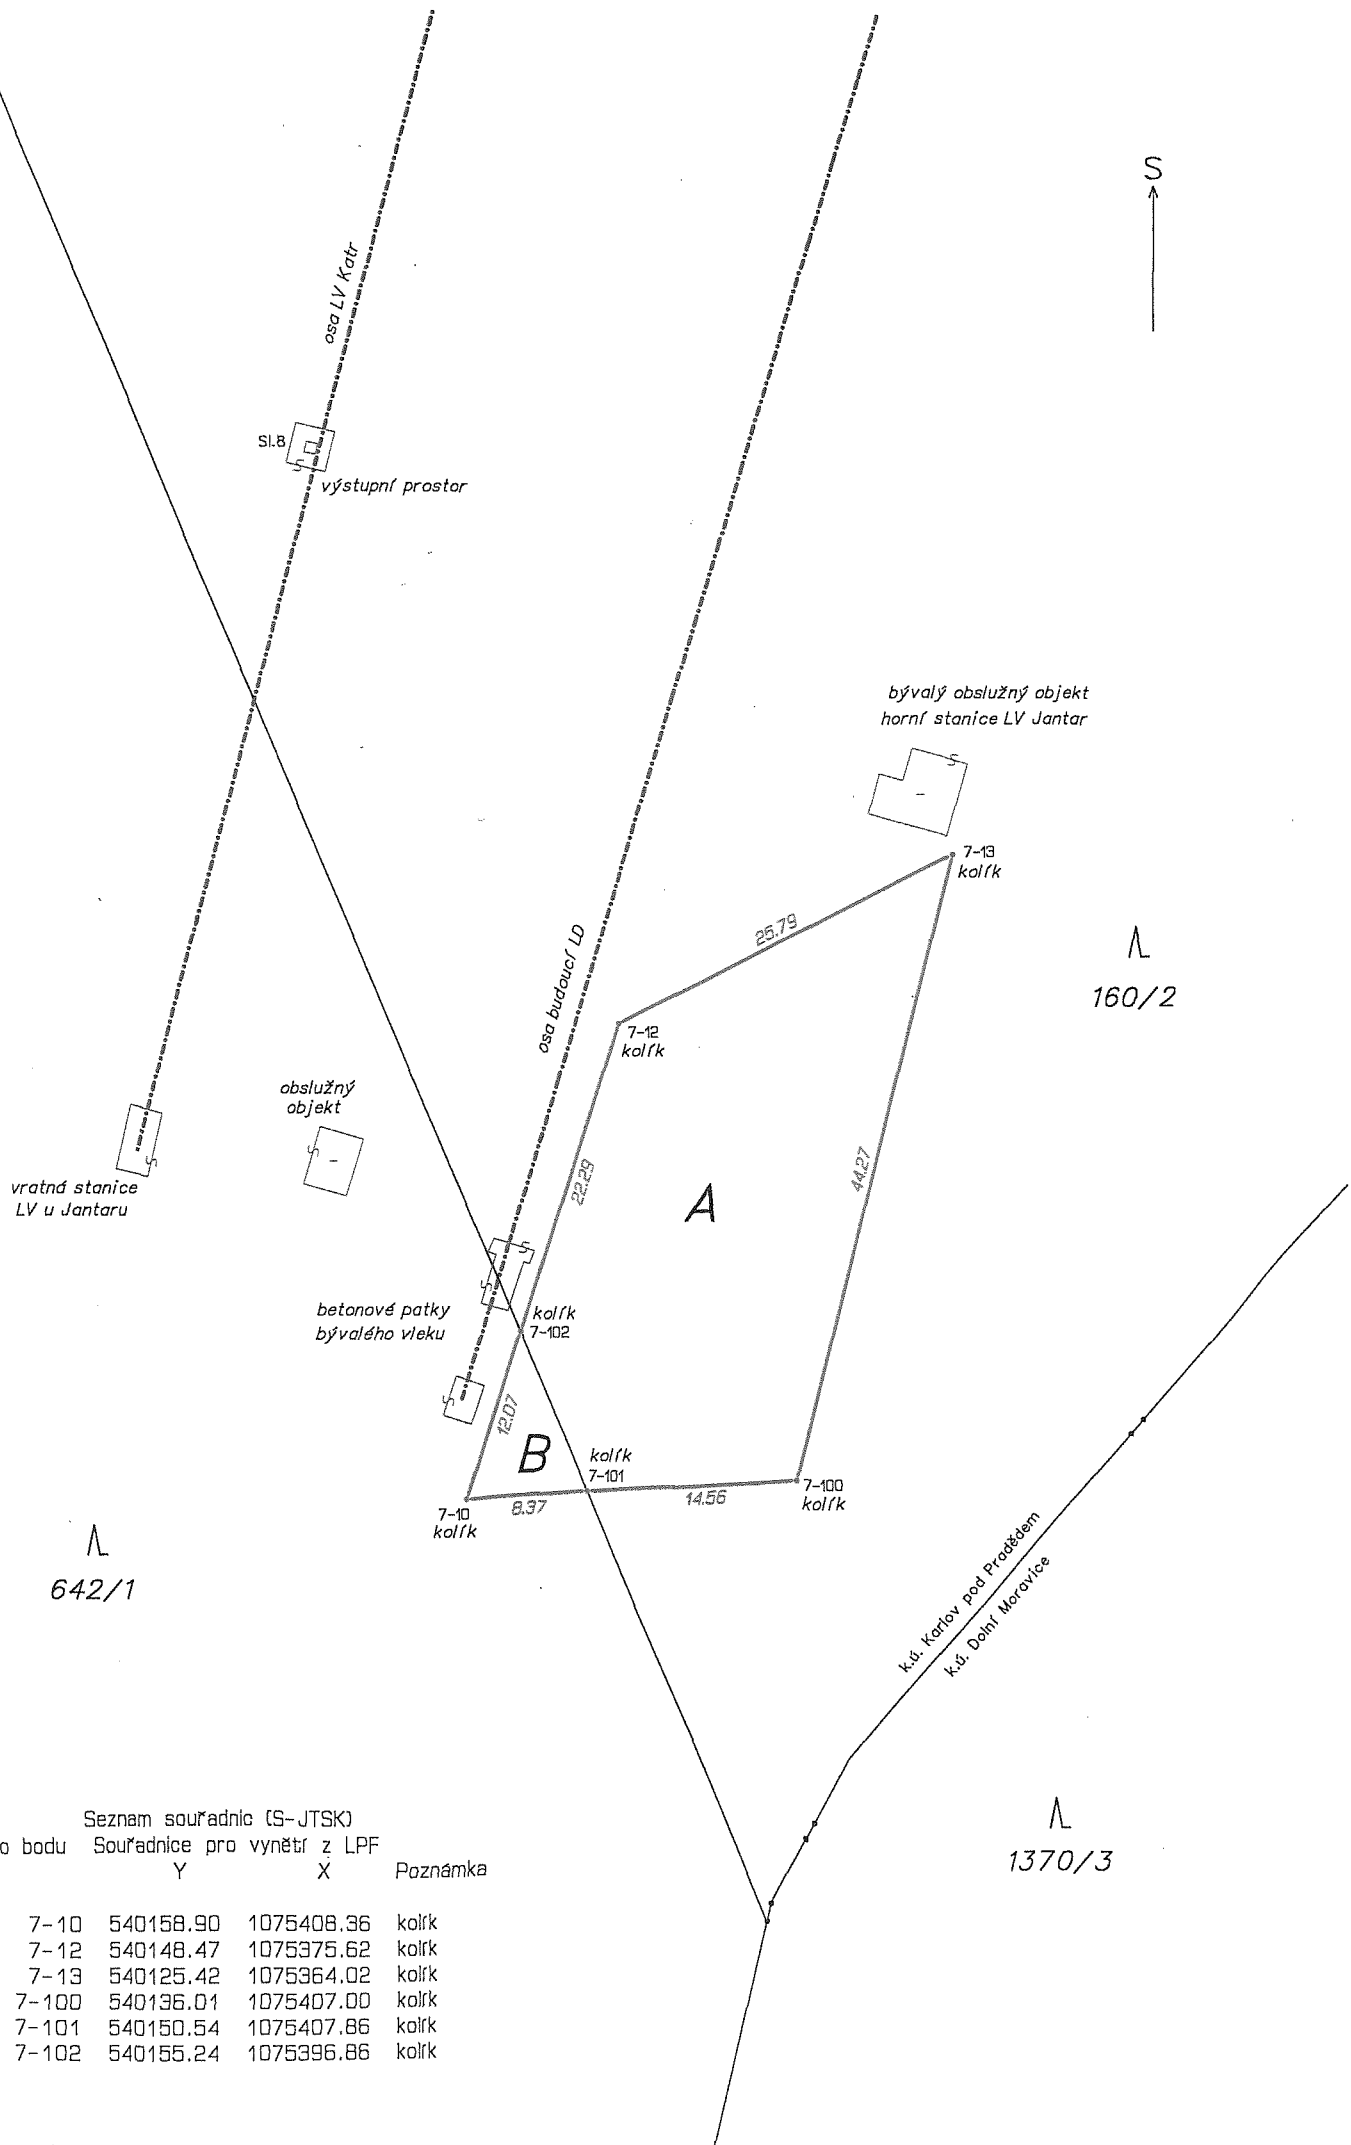 S
osa LV Katr
Sl.8
výstupní prostor
bývalý obslužný objekt
horní stanice LV Jantar
7-13
kolík
25.79
160/2
osa budoucí LD
7-12
kolík
obslužný
objekt
22.29
44.27
A
vratná stanice
LV u Jantaru
betonové patky
bývalého vleku
kolík
7-102
12.07
B
kolík
7-101
7-100
kolík
8.37
14.56
7-10
kolík
642/1
k.ú. Karlov pod Pradědem
k.ú. Dolní Moravice
1370/3
Seznam souřadnic (S-JTSK)
o bodu Souřadnice pro vynětí z LPF
Y X Poznámka
7-10 540158.90 1075408.36 kolík
7-12 540148.47 1075375.62 kolík
7-13 540125.42 1075364.02 kolík
7-100 540136.01 1075407.00 kolík
7-101 540150.54 1075407.86 kolík
7-102 540155.24 1075396.86 kolík